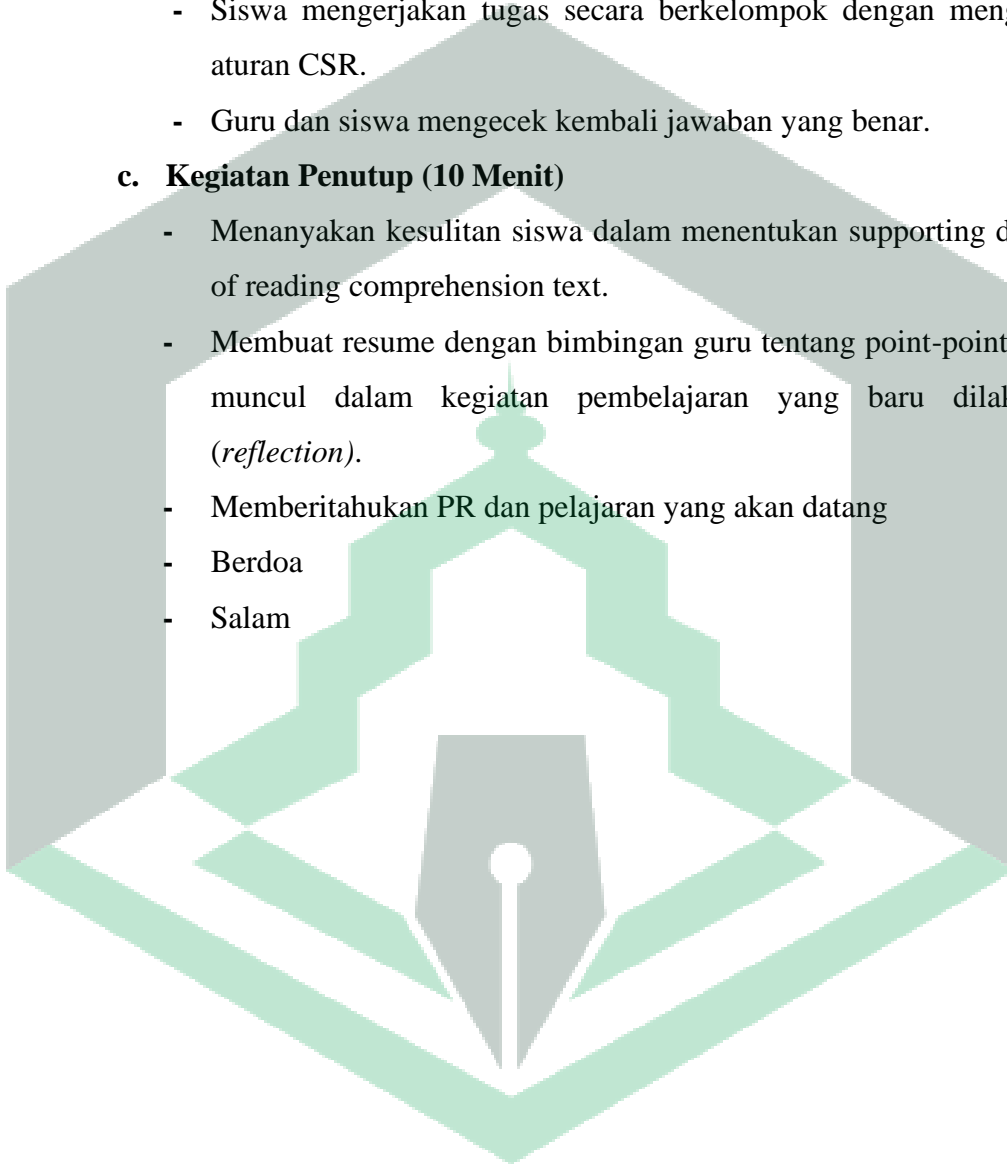 - Siswa mengerjakan tugas secara berkelompok dengan
aturan CSR.
- Guru dan siswa mengecek kembali jawaban yang benar.
c. Kegiatan Penutup (10 Menit)
- Menanyakan kesulitan siswa dalam menentukan supporting
of reading comprehension text.
- Membuat resume dengan bimbingan guru tentang point-point
muncul dalam kegiatan pembelajaran yang baru
(reflection).
- Memberitahukan PR dan pelajaran yang akan datang
- Berdoa
- Salam